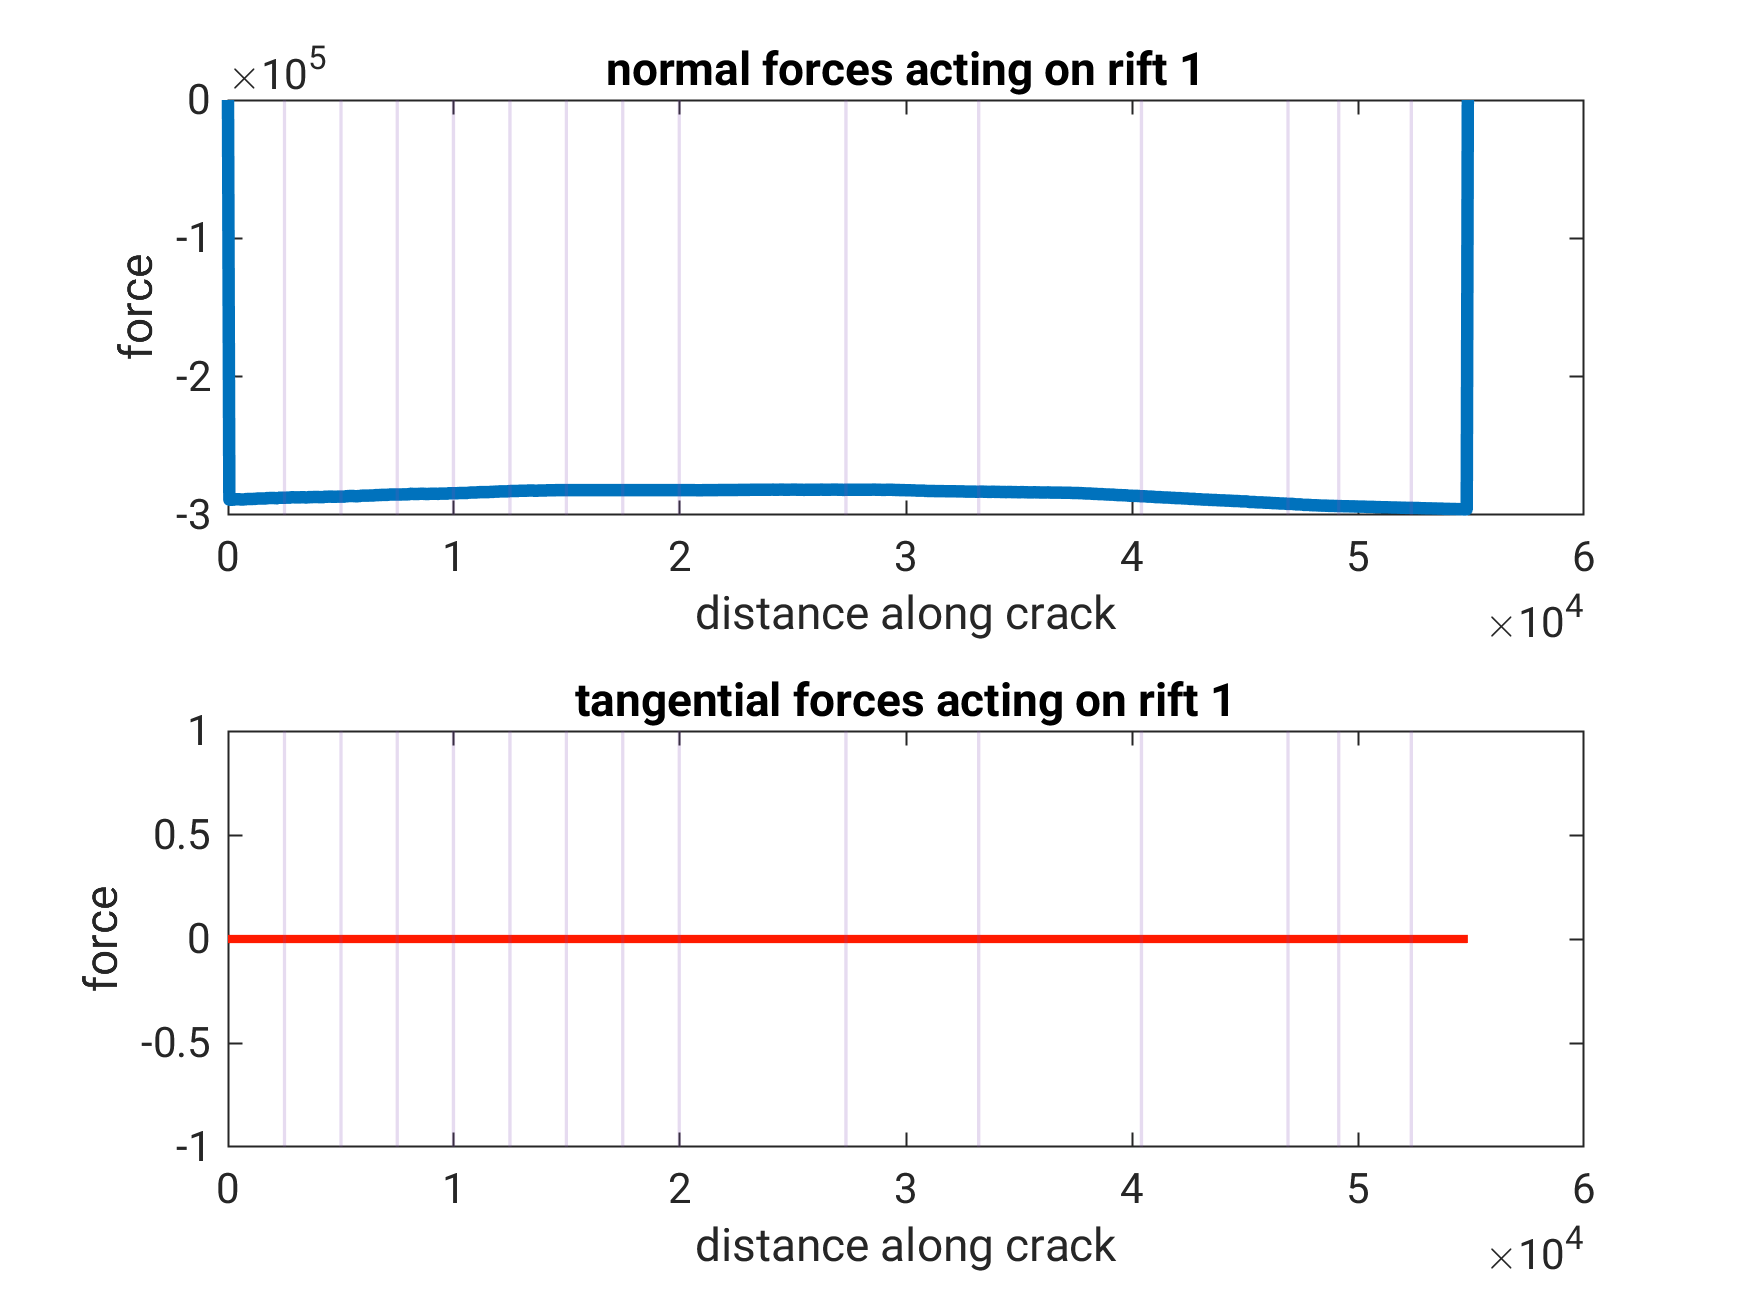 ×10^5
normal forces acting on rift 1
0
-1
-2
-3
force
0 1 2 3 4 5 6
distance along crack
×10^4
tangential forces acting on rift 1
1
0.5
0
-0.5
-1
force
0 1 2 3 4 5 6
distance along crack
×10^4